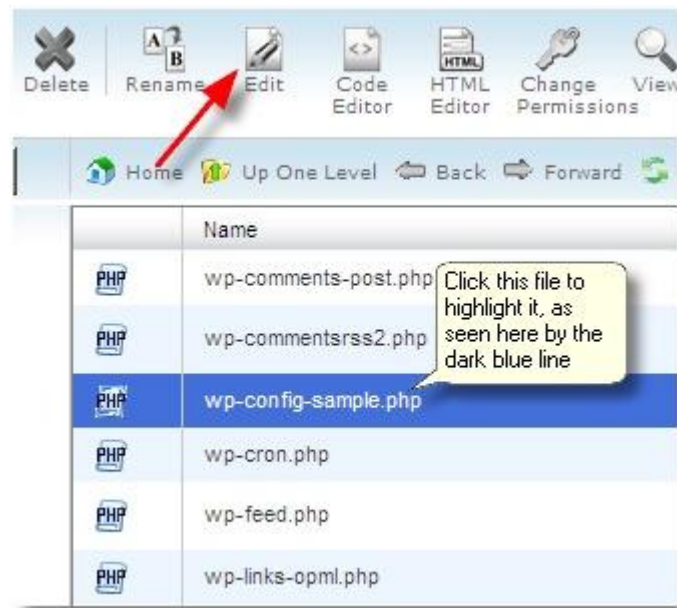 Delete Rename Edit Code Editor HTML Editor Change Permissions View
Home Up One Level Back Forward
Name
wp-comments-post.php
Click this file to
highlight it, as
seen here by the
dark blue line
wp-commentsrss2.php
wp-config-sample.php
wp-cron.php
wp-feed.php
wp-links-opml.php